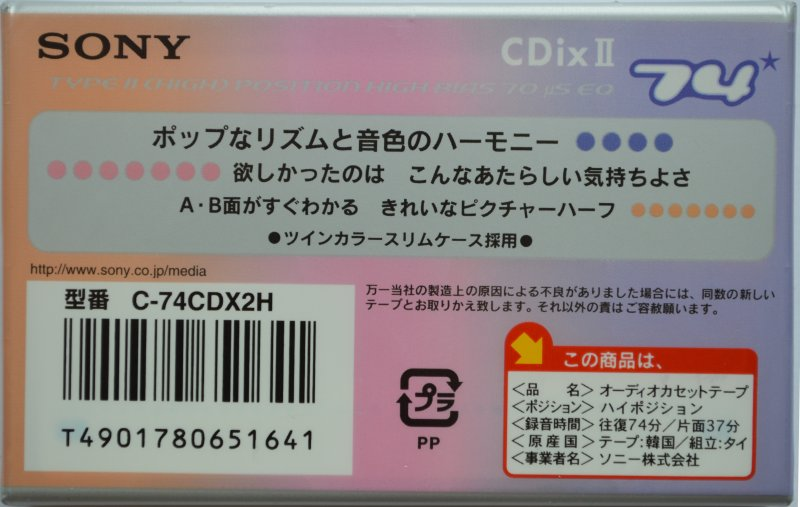 SONY
CDix II
TYPE II (HIGH) POSITION HIGH BIAS 70 μS EQ
74★
ポップなリズムと音色のハーモニー
欲しかったのは こんなあたらしい気持ちよさ
A・B面がすぐわかる きれいなピクチャーハーフ
●ツインカラースリムケース採用●
http://www.sony.co.jp/media
型番 C-74CDX2H
T4901780651641
万一当社の製造上の原因による不良がありました場合には、同数の新しい
テープとお取りかえ致します。それ以外の責はご容赦願います。
プラ
PP
この商品は、
<品 名>オーディオカセットテープ
<ポジション>ハイポジション
<録音時間>往復74分/片面37分
<原産国>テープ:韓国/組立:タイ
<事業者名>ソニー株式会社